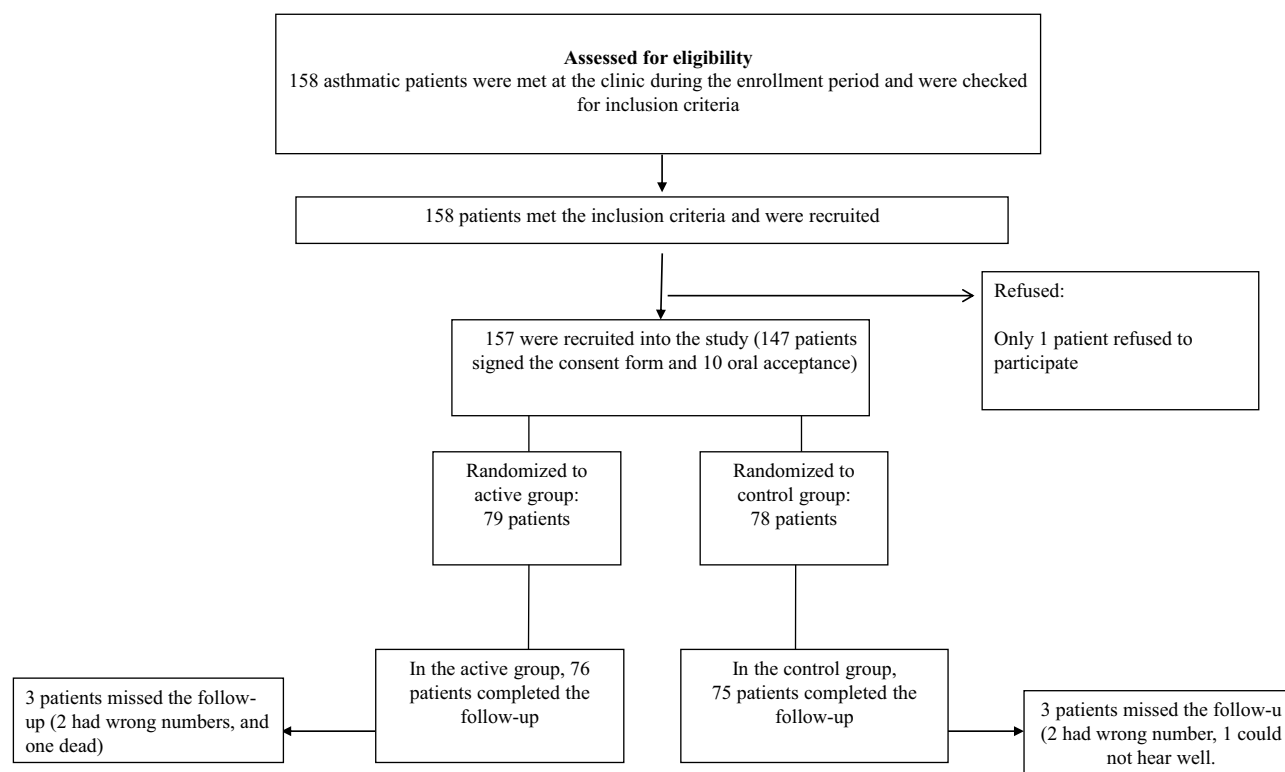 Assessed for eligibility
158 asthmatic patients were met at the clinic during the enrollment period and were checked
for inclusion criteria
158 patients met the inclusion criteria and were recruited
Refused:
Only 1 patient refused to
participate
157 were recruited into the study (147 patients
signed the consent form and 10 oral acceptance)
Randomized to
active group:
79 patients
Randomized to
control group:
78 patients
In the active group, 76
patients completed the
follow-up
In the control group,
75 patients completed the
follow-up
3 patients missed the follow-
up (2 had wrong numbers, and
one dead)
3 patients missed the follow-u
(2 had wrong number, 1 could
not hear well.